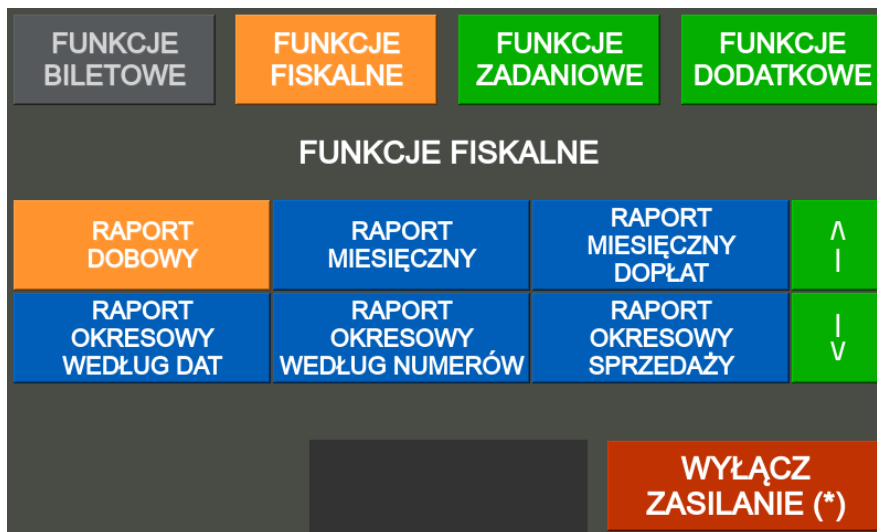 FUNKCJE
BILETOWE
FUNKCJE
FISKALNE
FUNKCJE
ZADANIOWE
FUNKCJE
DODATKOWE
FUNKCJE FISKALNE
RAPORT
DOBOWY
RAPORT
MIESIĘCZNY
RAPORT
MIESIĘCZNY
DOPŁAT
RAPORT
OKRESOWY
WEDŁUG DAT
RAPORT
OKRESOWY
WEDŁUG NUMERÓW
RAPORT
OKRESOWY
SPRZEDAŻY
WYŁĄCZ
ZASILANIE (*)